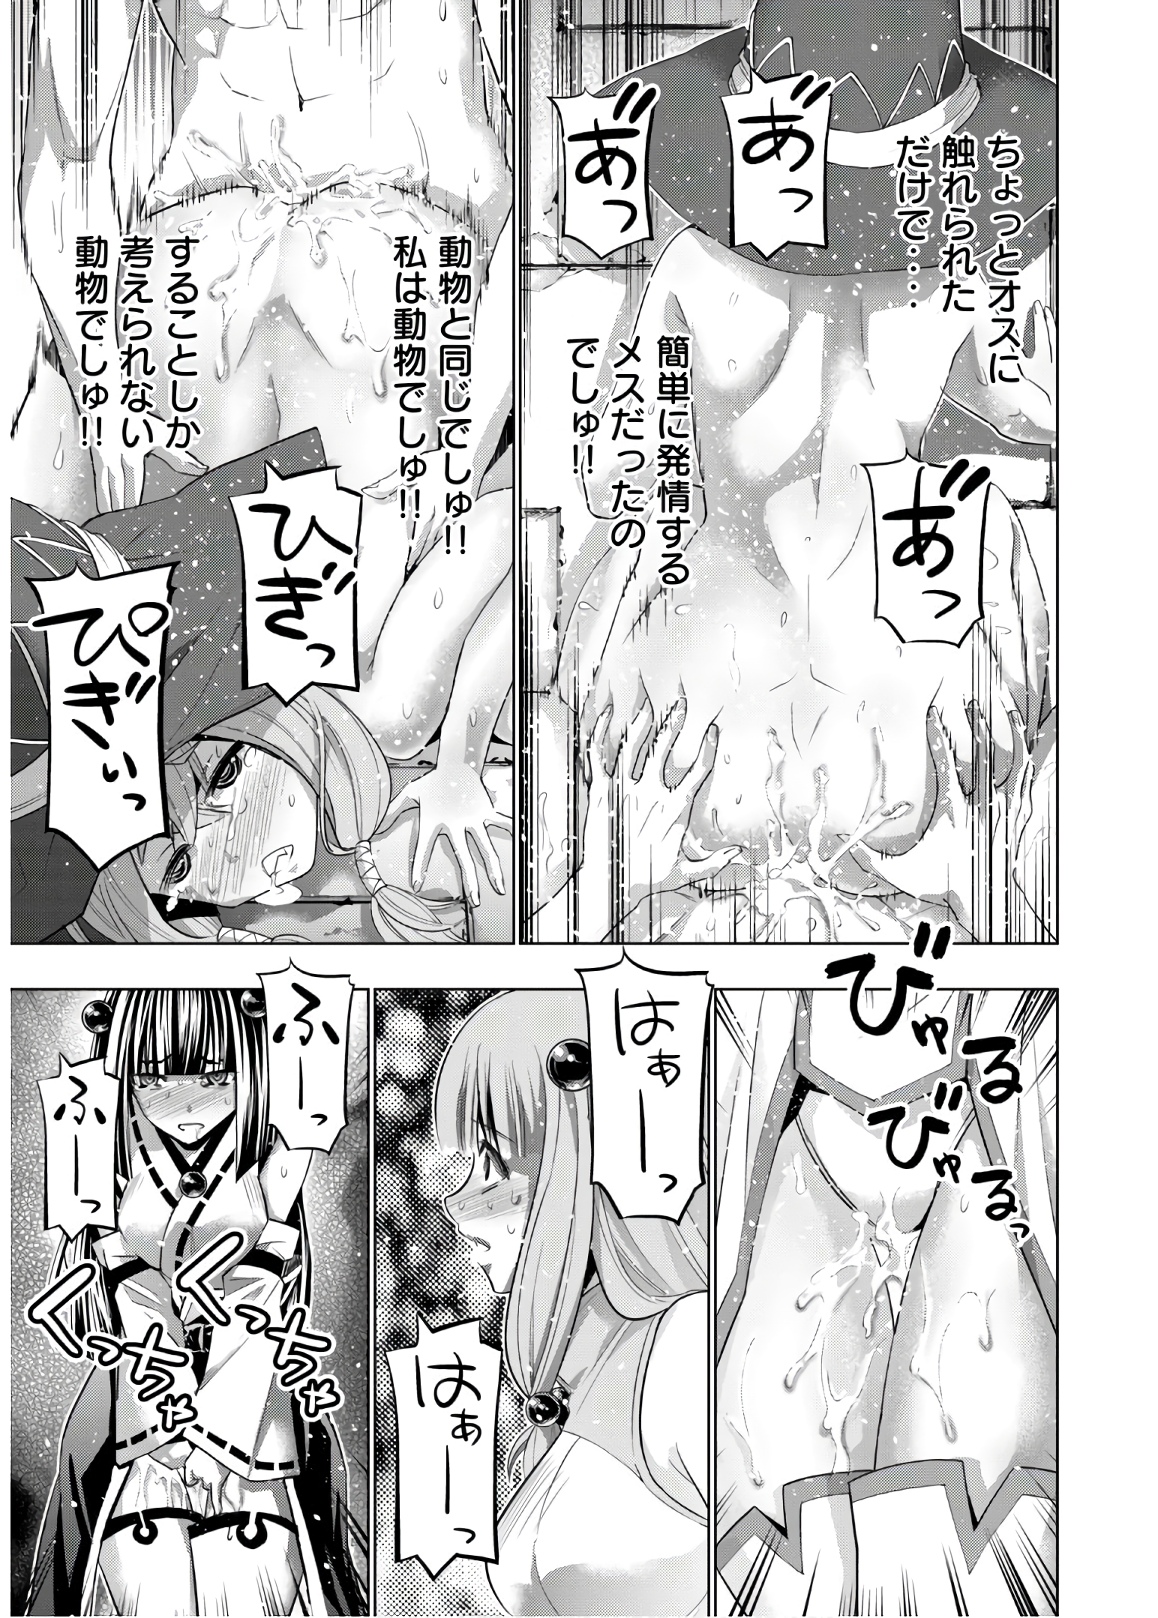 ちょっとオスに
触れられた
だけで‥‥
あ゛っ
あ゛っ
簡単に発情する
メスだったの
でしゅ!!
あ゛っ
動物と同じでしゅ!!
私は動物でしゅ!!
することしか
考えられない
動物でしゅ!!
ひぎっ
ぴぎぃっ
びゅるる
びゅるるっ
はぁーっ
はぁーっ
ふーっ
ふーっ
くっちゃ
くっちゃ